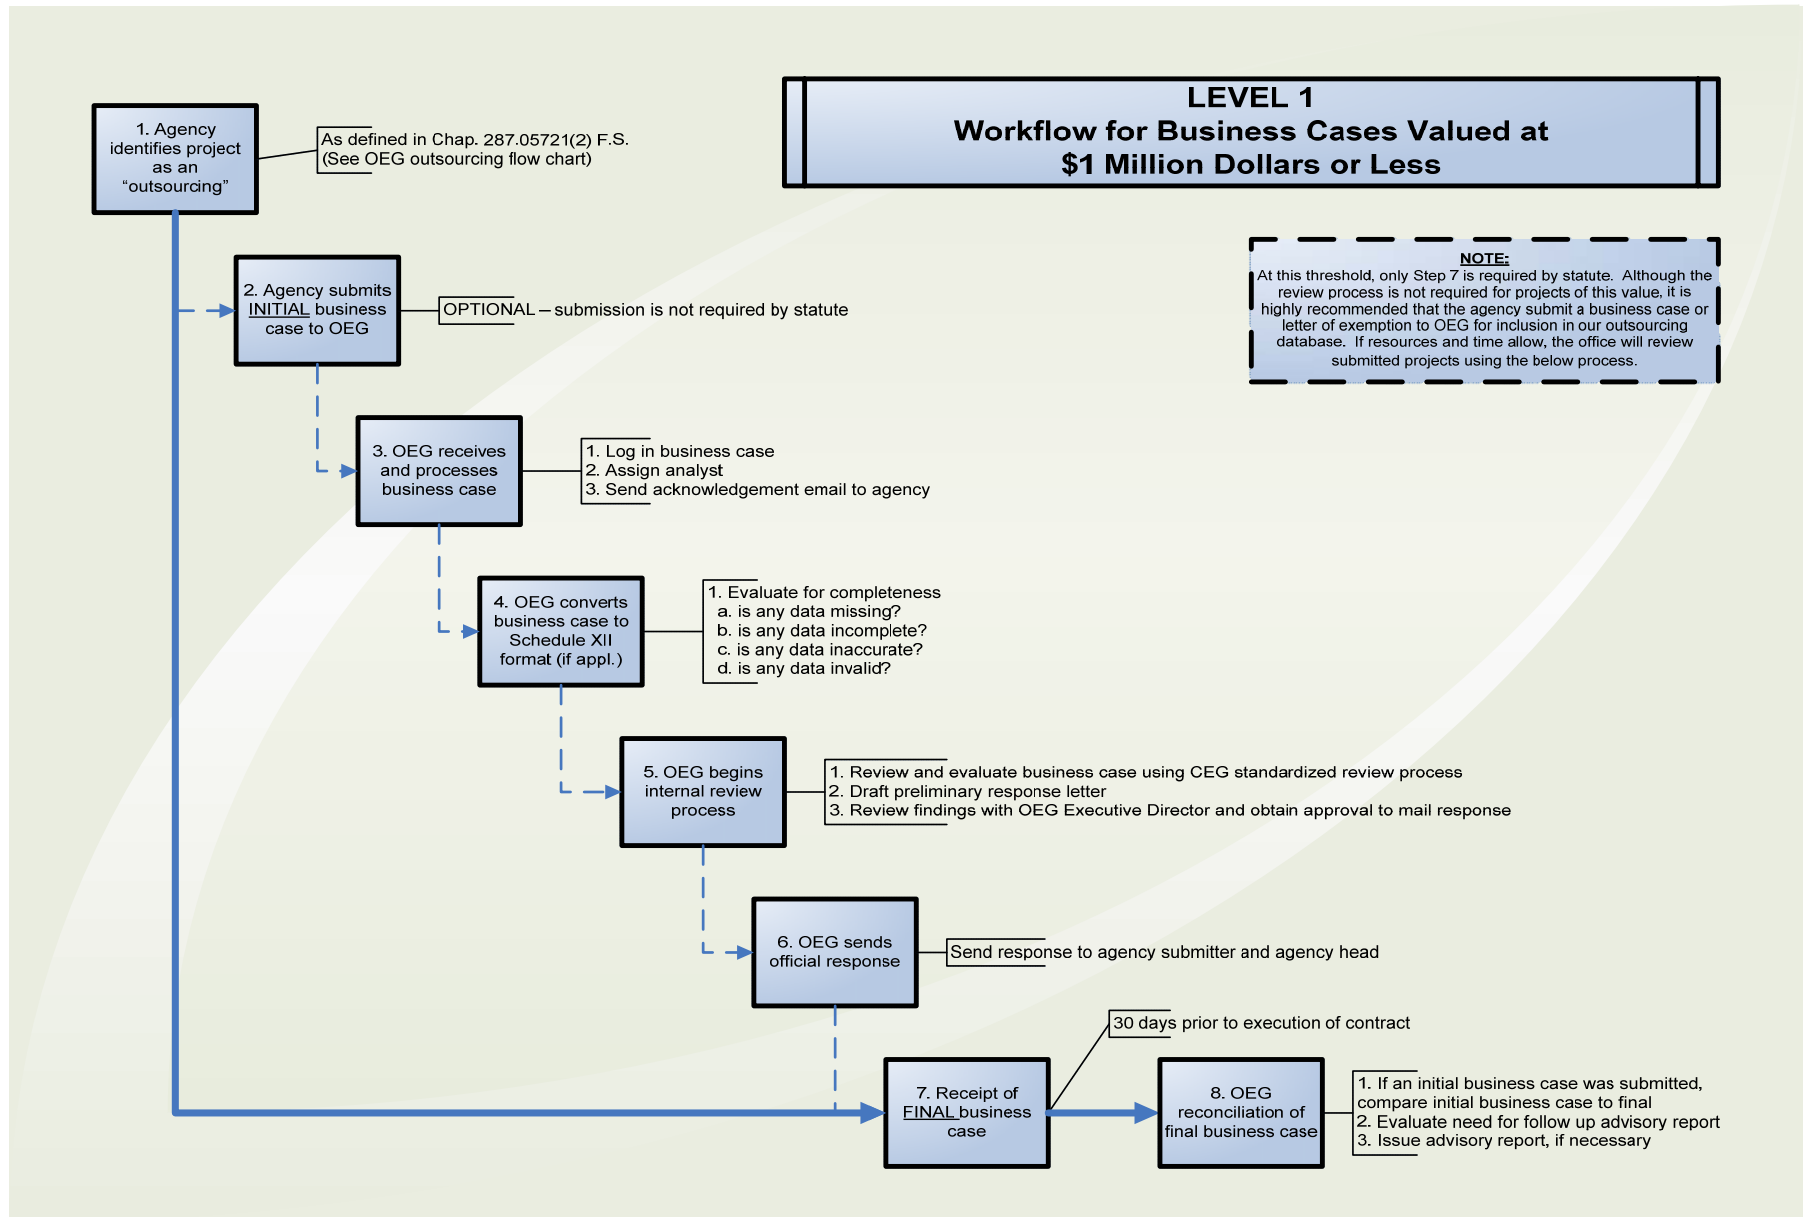 LEVEL 1
Workflow for Business Cases Valued at
$1 Million Dollars or Less
1. Agency
identifies project
as an
“outsourcing”
As defined in Chap. 287.05721(2) F.S.
(See OEG outsourcing flow chart)
NOTE:
At this threshold, only Step 7 is required by statute.  Although the
review process is not required for projects of this value, it is
highly recommended that the agency submit a business case or
letter of exemption to OEG for inclusion in our outsourcing
database.  If resources and time allow, the office will review
submitted projects using the below process.
2. Agency submits
INITIAL business
case to OEG
OPTIONAL – submission is not required by statute
3. OEG receives
and processes
business case
1. Log in business case
2. Assign analyst
3. Send acknowledgement email to agency
4. OEG converts
business case to
Schedule XII
format (if appl.)
1. Evaluate for completeness
a. is any data missing?
b. is any data incomplete?
c. is any data inaccurate?
d. is any data invalid?
5. OEG begins
internal review
process
1. Review and evaluate business case using CEG standardized review process
2. Draft preliminary response letter
3. Review findings with OEG Executive Director and obtain approval to mail response
6. OEG sends
official response
Send response to agency submitter and agency head
30 days prior to execution of contract
7. Receipt of
FINAL business
case
8. OEG
reconciliation of
final business case
1. If an initial business case was submitted,
compare initial business case to final
2. Evaluate need for follow up advisory report
3. Issue advisory report, if necessary